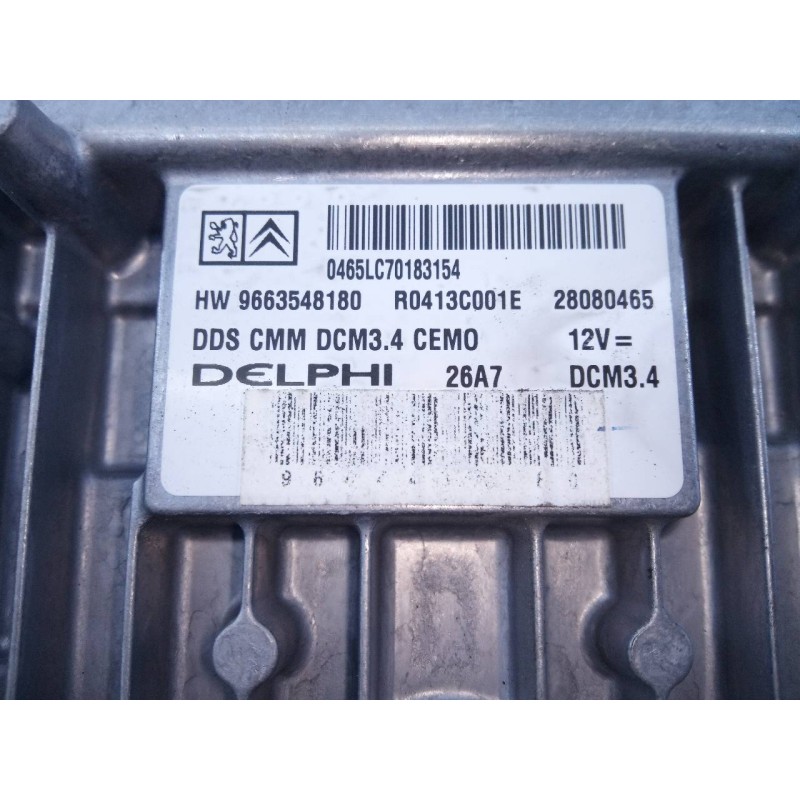 0465LC70183154
HW 9663548180 R0413C001E 28080465
DDS CMM DCM3.4 CEMO 12V=
DELPHI 26A7 DCM3.4